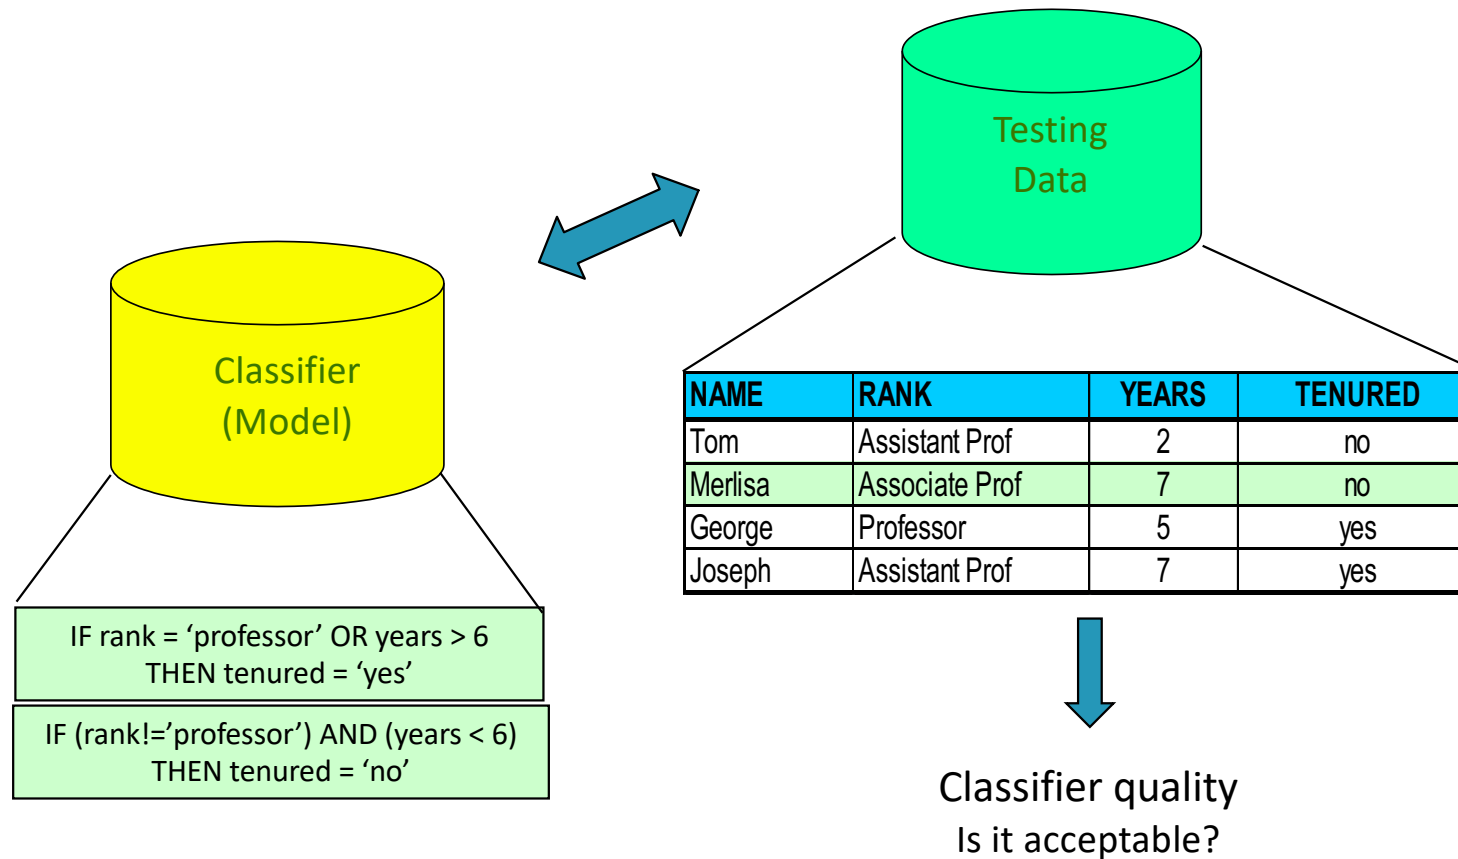 Testing
Data
Classifier
(Model)
NAME RANK YEARS TENURED
Tom Assistant Prof 2 no
Merlisa Associate Prof 7 no
George Professor 5 yes
Joseph Assistant Prof 7 yes
IF rank = ‘professor’ OR years > 6
THEN tenured = ‘yes’
IF (rank!=’professor’) AND (years < 6)
THEN tenured = ‘no’
Classifier quality
Is it acceptable?